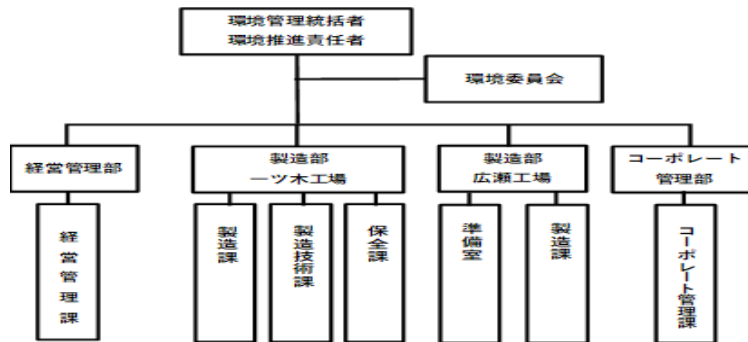 環境管理統括者
環境推進責任者
環境委員会
経営管理部
製造部
一ツ木工場
製造部
広瀬工場
コーポレート
管理部
経営管理課
製造課
製造技術課
保全課
準備室
製造課
コーポレート管理課